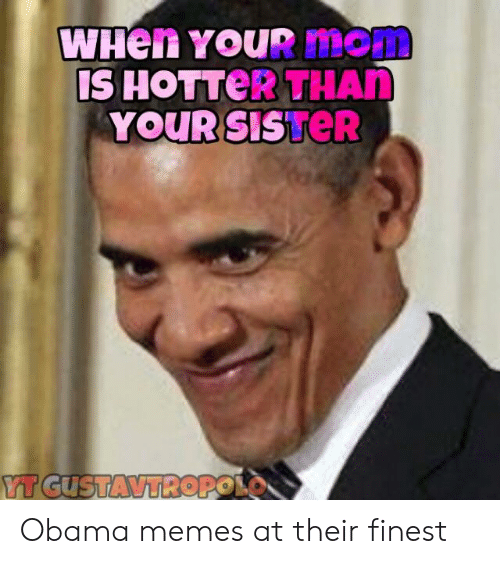 WHen YOUR mom
IS HOTTeR THAn
YOUR SISTeR
YT GUSTAVTROPOLO
Obama memes at their finest